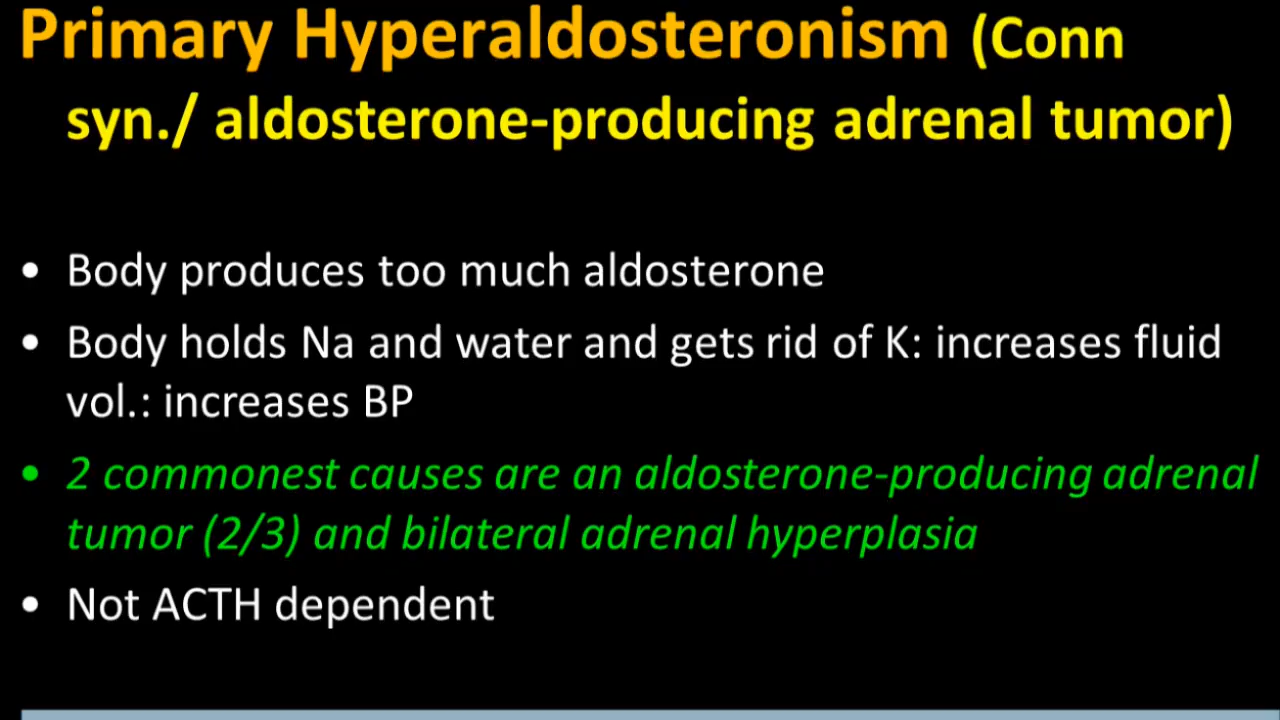 Primary Hyperaldosteronism (Conn
syn./ aldosterone-producing adrenal tumor)
• Body produces too much aldosterone
• Body holds Na and water and gets rid of K: increases fluid
vol.: increases BP
• 2 commonest causes are an aldosterone-producing adrenal
tumor (2/3) and bilateral adrenal hyperplasia
• Not ACTH dependent